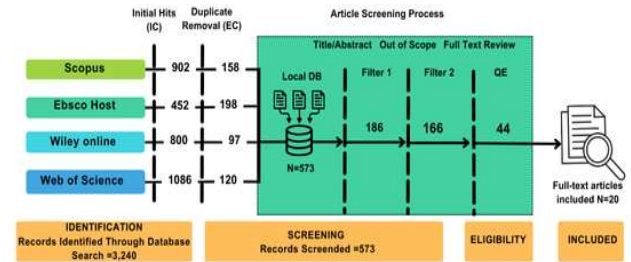 Initial Hits
(IC)
Duplicate
Removal (EC)
Article Screening Process
Title/Abstract Out of Scope Full Text Review
Scopus 902 158
Ebsco Host 452 198
Wiley online 800 97
Web of Science 1086 120
Local DB
N=573
Filter 1
186
Filter 2
166
QE
44
Full-text articles
included N=20
IDENTIFICATION
Records Identified Through Database
Search =3,240
SCREENING
Records Screended =573
ELIGIBILITY
INCLUDED